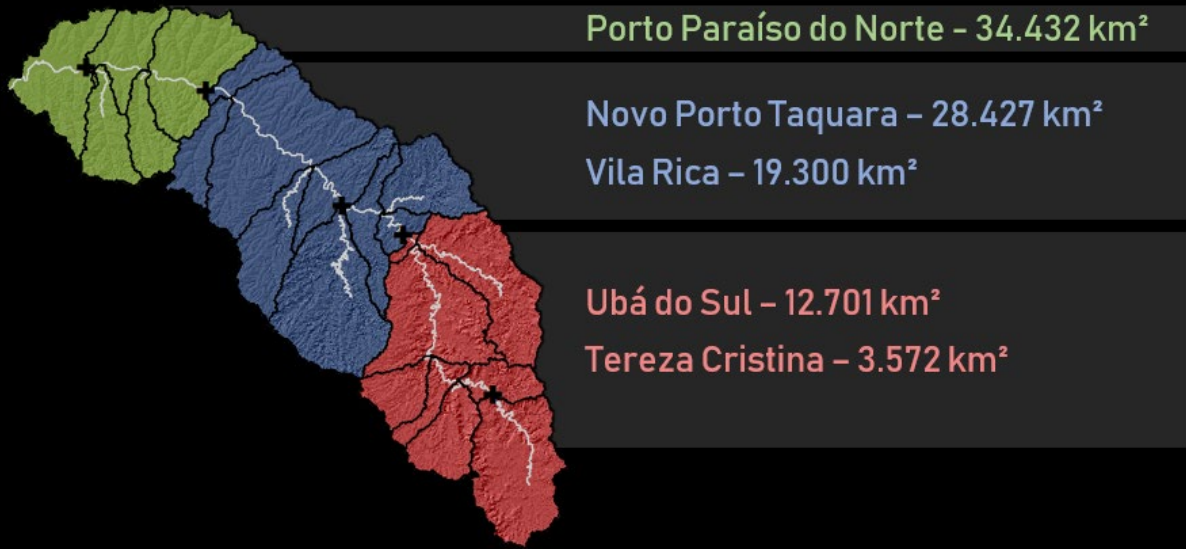 Porto Paraíso do Norte - 34.432 km²
Novo Porto Taquara – 28.427 km²
Vila Rica – 19.300 km²
Ubá do Sul – 12.701 km²
Tereza Cristina – 3.572 km²